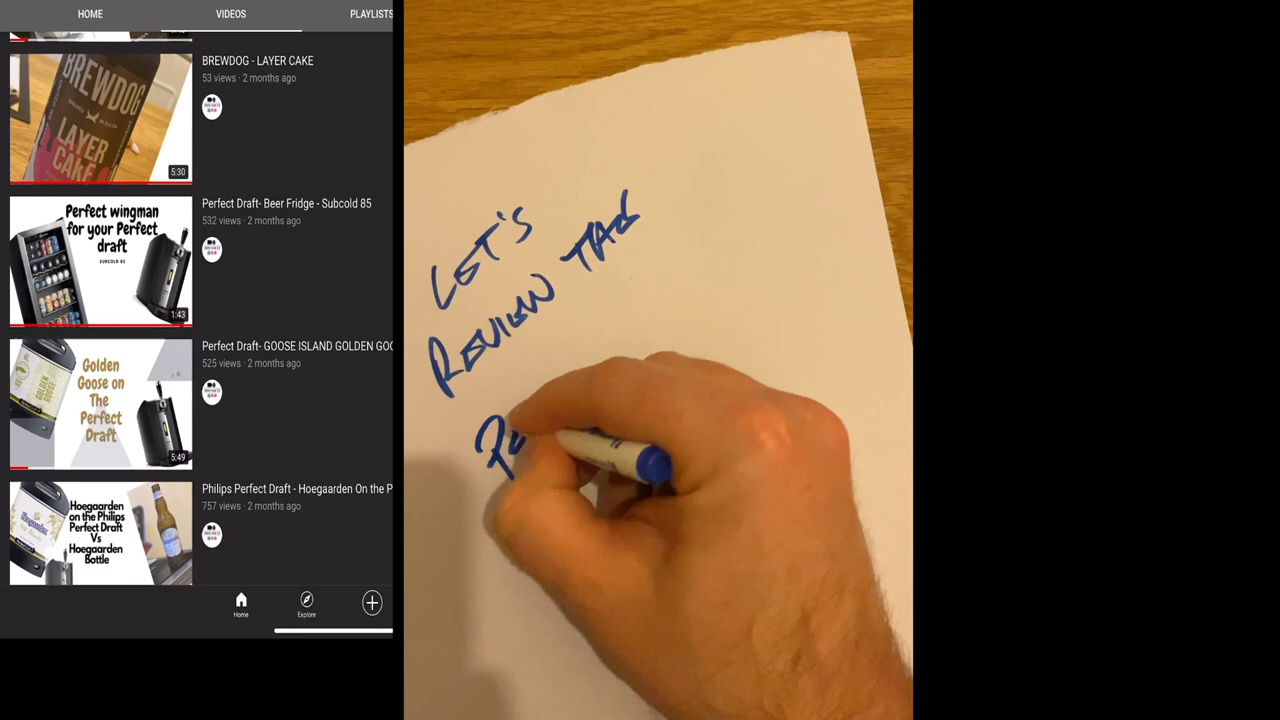 HOME
VIDEOS
PLAYLISTS
BREWDOG
LAYER
CAKE
5:30
BREWDOG - LAYER CAKE
53 views · 2 months ago
Perfect wingman
for your Perfect
draft
SUBCOLD 85
1:43
Perfect Draft- Beer Fridge - Subcold 85
532 views · 2 months ago
Golden
Goose on
The
Perfect
Draft
5:49
Perfect Draft- GOOSE ISLAND GOLDEN GOO
525 views · 2 months ago
Hoegaarden
on the Philips
Perfect Draft
Vs
Hoegaarden
Bottle
Philips Perfect Draft - Hoegaarden On the P
757 views · 2 months ago
Home
Explore
LET'S
REVIEW THE